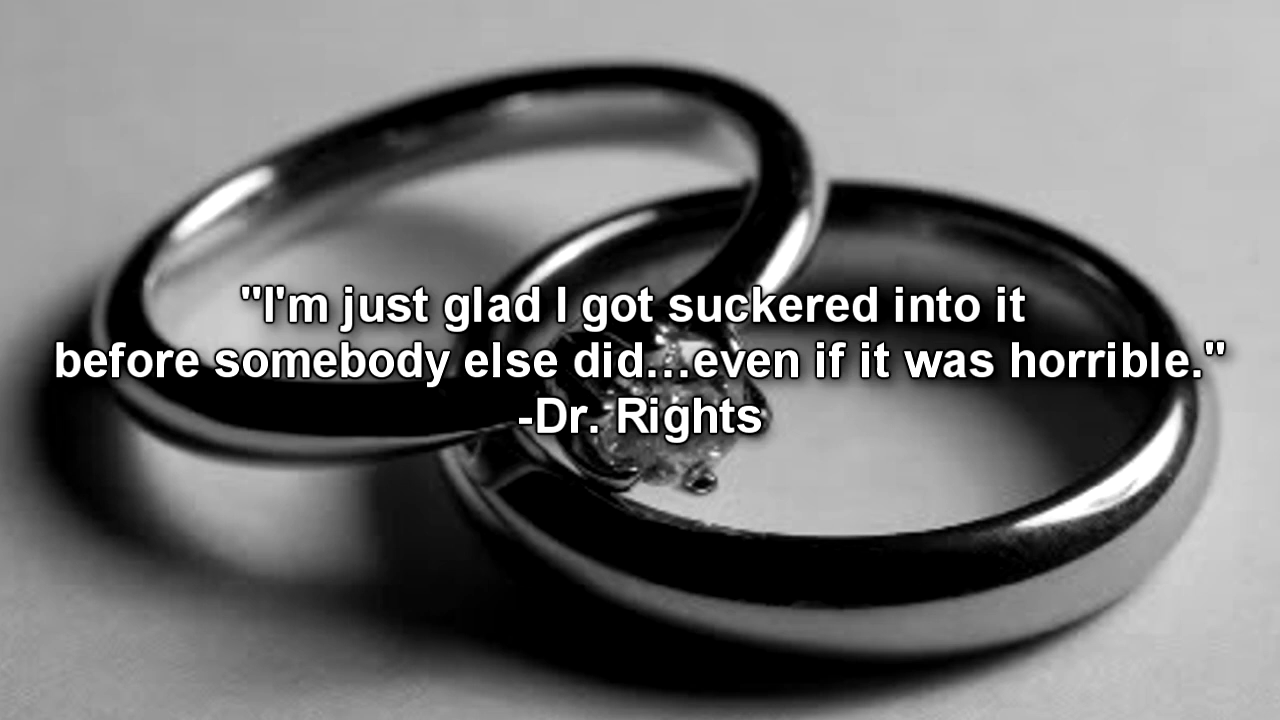 "I'm just glad I got suckered into it
before somebody else did...even if it was horrible."
-Dr. Rights